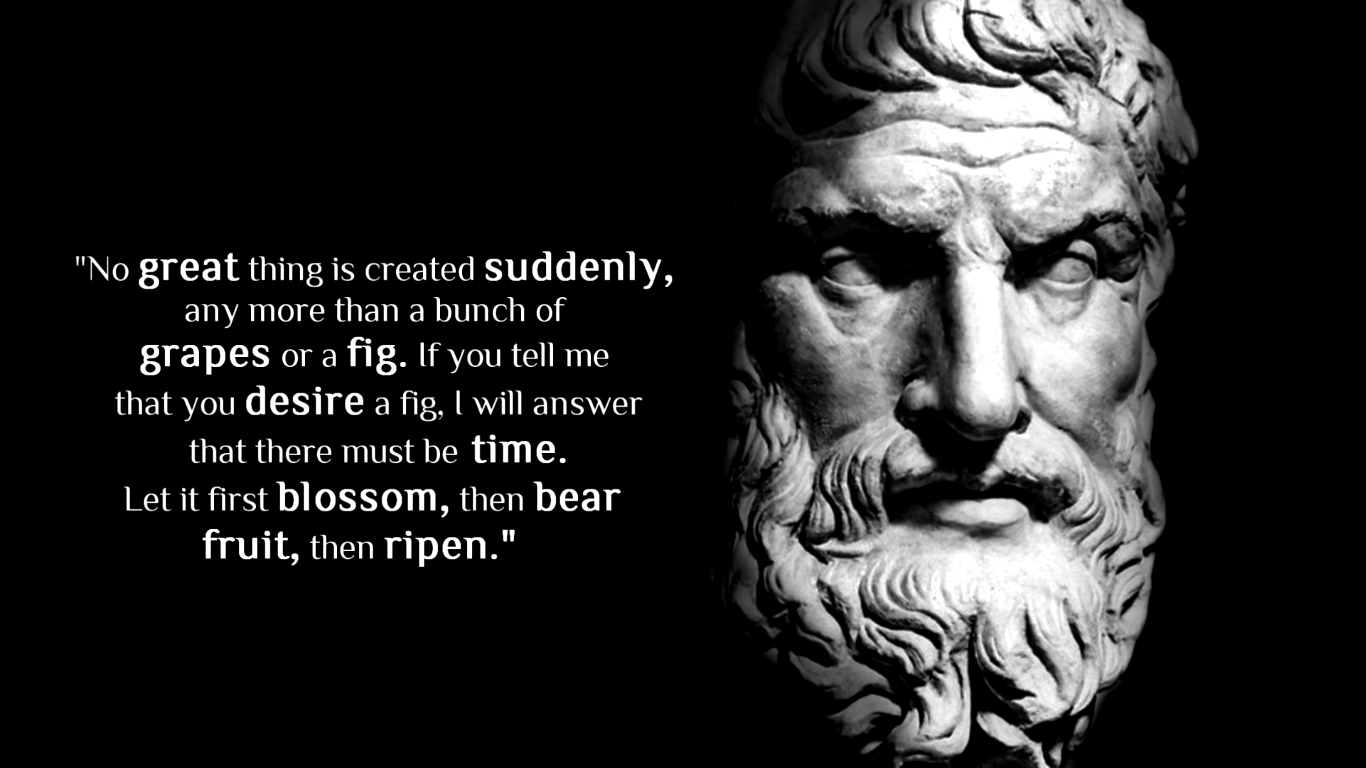 "No great thing is created suddenly,
any more than a bunch of
grapes or a fig. If you tell me
that you desire a fig, I will answer
that there must be time.
Let it first blossom, then bear
fruit, then ripen."